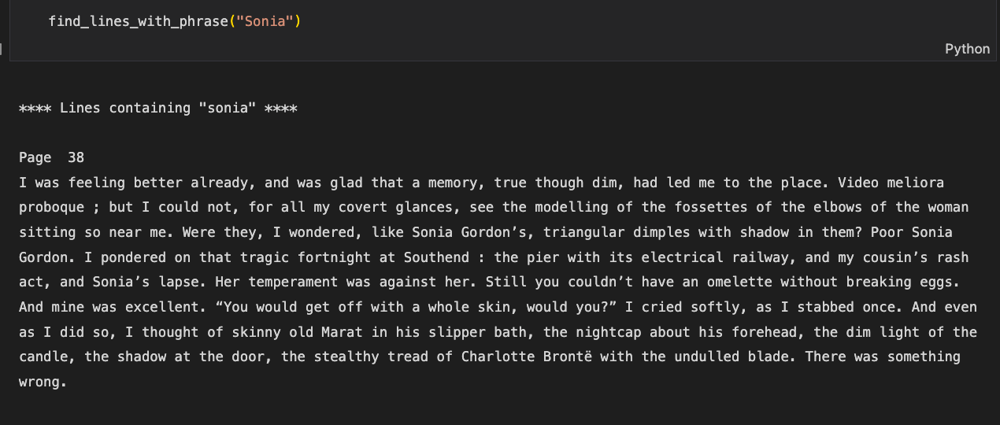 find_lines_with_phrase("Sonia")
Python
**** Lines containing "sonia" ****
Page  38
I was feeling better already, and was glad that a memory, true though dim, had led me to the place. Video meliora
proboque ; but I could not, for all my covert glances, see the modelling of the fossettes of the elbows of the woman
sitting so near me. Were they, I wondered, like Sonia Gordon’s, triangular dimples with shadow in them? Poor Sonia
Gordon. I pondered on that tragic fortnight at Southend : the pier with its electrical railway, and my cousin’s rash
act, and Sonia’s lapse. Her temperament was against her. Still you couldn’t have an omelette without breaking eggs.
And mine was excellent. “You would get off with a whole skin, would you?” I cried softly, as I stabbed once. And even
as I did so, I thought of skinny old Marat in his slipper bath, the nightcap about his forehead, the dim light of the
candle, the shadow at the door, the stealthy tread of Charlotte Brontë with the undulled blade. There was something
wrong.